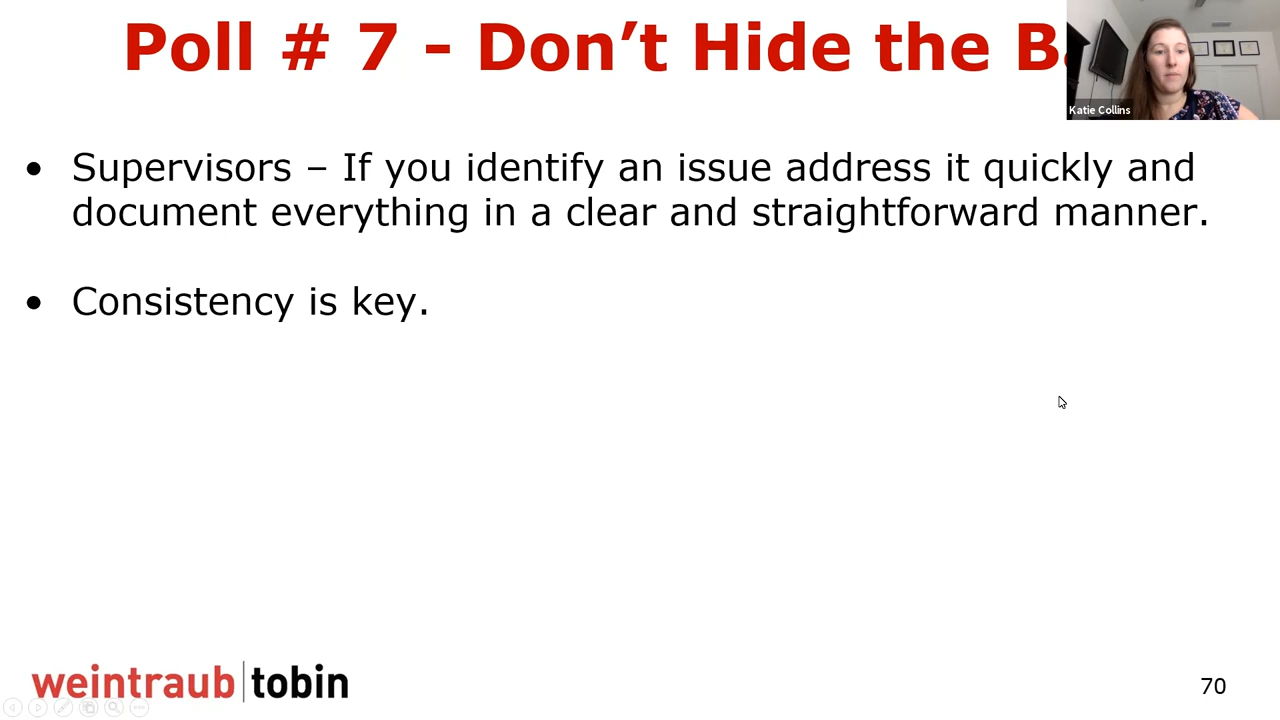 Poll # 7 - Don’t Hide the
Katie Collins
• Supervisors – If you identify an issue address it quickly and
document everything in a clear and straightforward manner.
• Consistency is key.
weintraub tobin
70